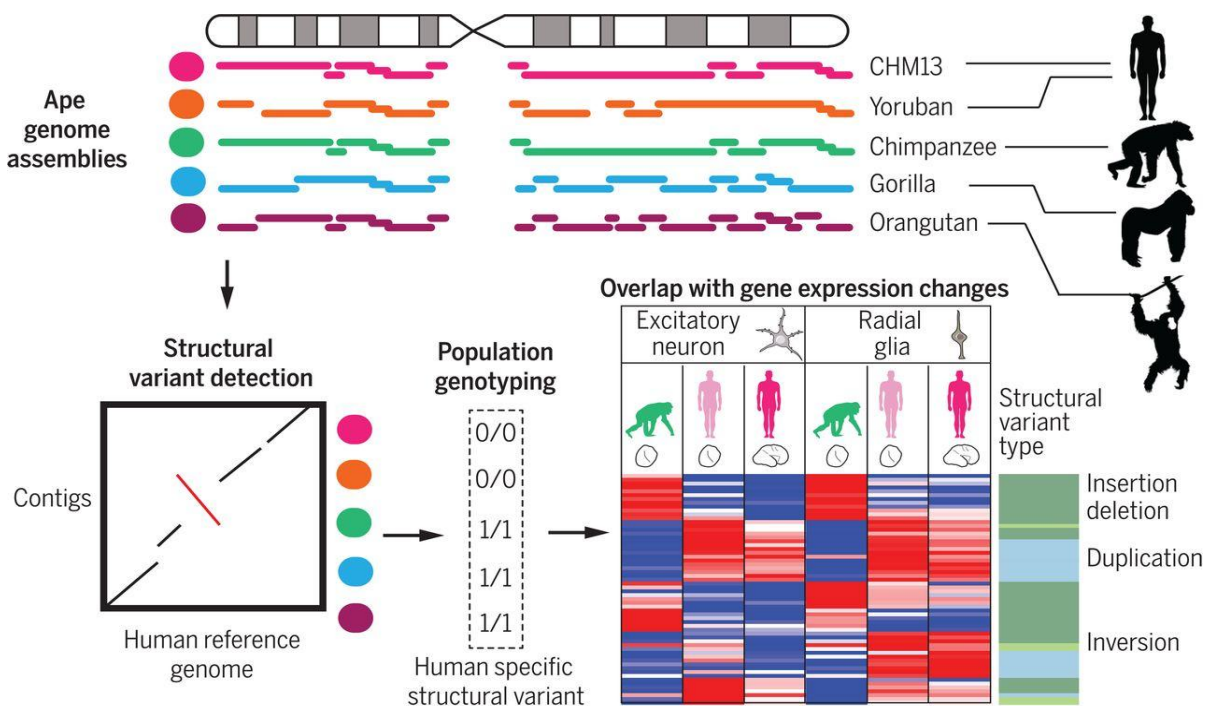 Ape
genome
assemblies
CHM13
Yoruban
Chimpanzee
Gorilla
Orangutan
Structural
variant detection
Contigs
Human reference
genome
Population
genotyping
0/0
0/0
1/1
1/1
1/1
Human specific
structural variant
Overlap with gene expression changes
Excitatory
neuron
Radial
glia
Structural
variant
type
Insertion
deletion
Duplication
Inversion